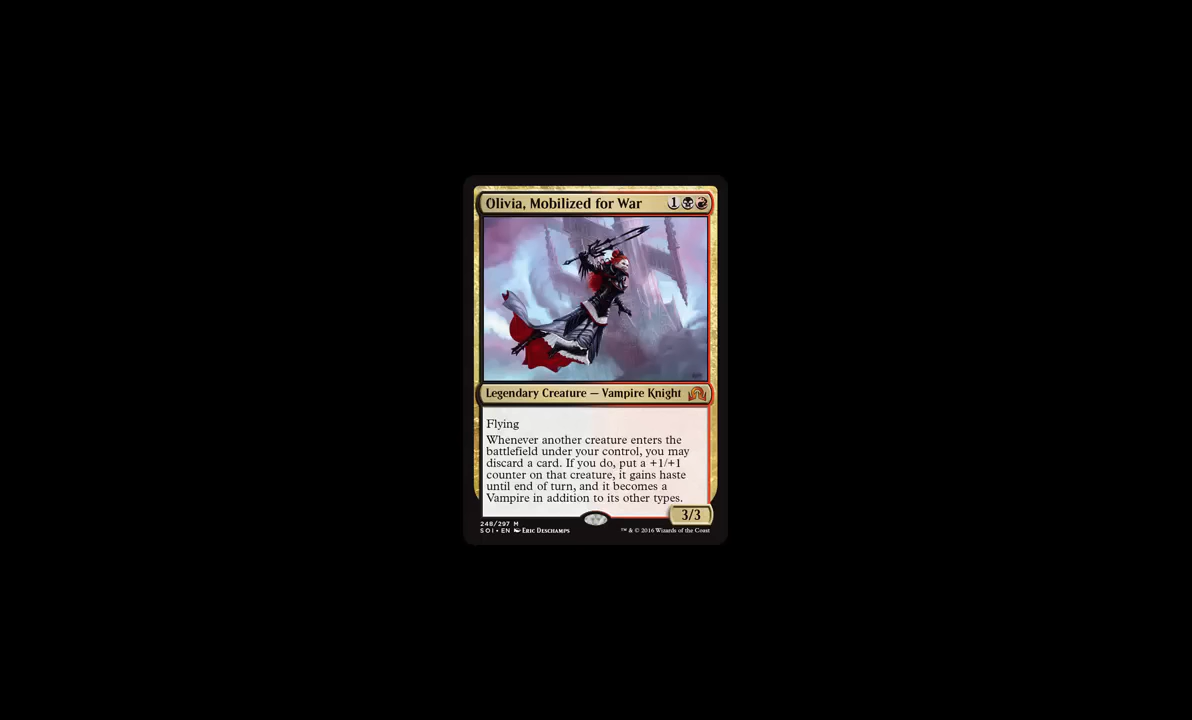 Olivia, Mobilized for War 1
Legendary Creature — Vampire Knight
Flying
Whenever another creature enters the
battlefield under your control, you may
discard a card. If you do, put a +1/+1
counter on that creature, it gains haste
until end of turn, and it becomes a
Vampire in addition to its other types.
3/3
248/297 M
SOI • EN Eric Deschamps
™ & © 2016 Wizards of the Coast